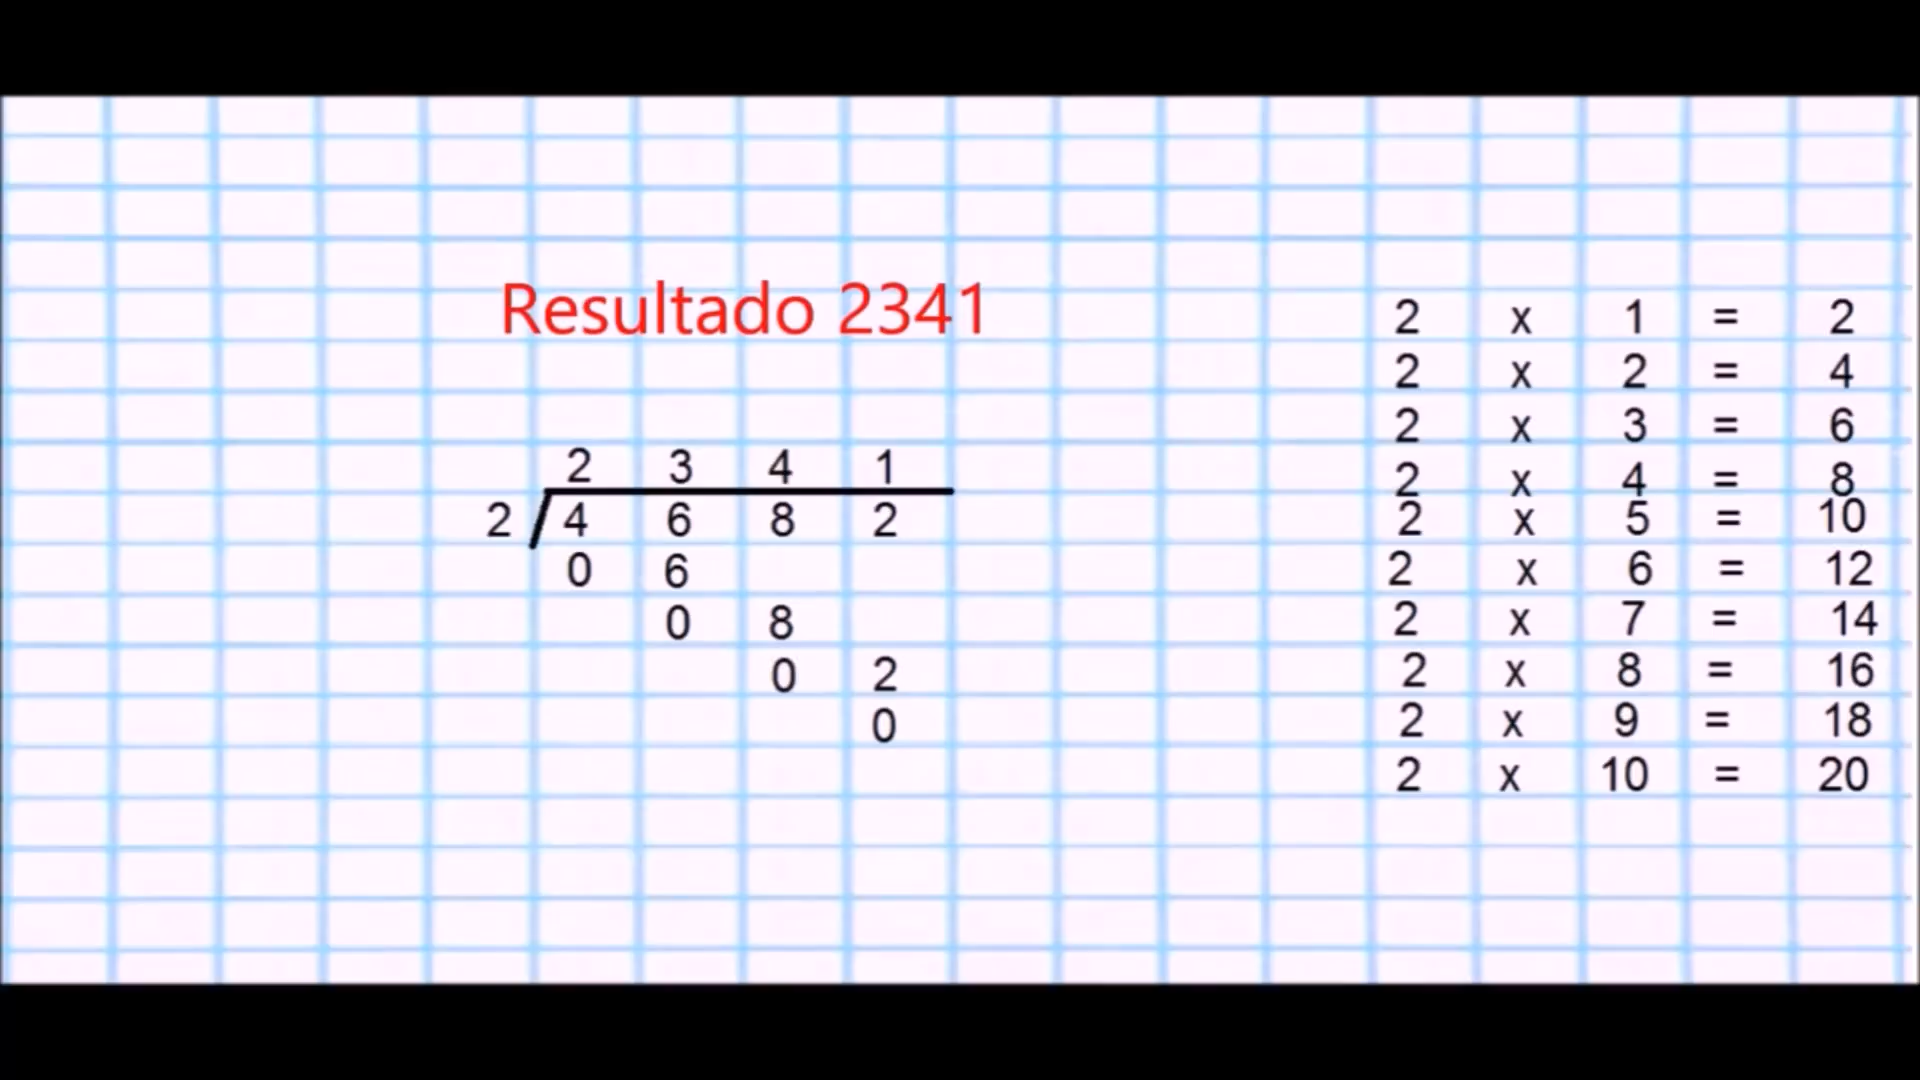 Resultado 2341
2 3 4 1
2 4 6 8 2
0 6
0 8
0 2
0
2 x 1 = 2
2 x 2 = 4
2 x 3 = 6
2 x 4 = 8
2 x 5 = 10
2 x 6 = 12
2 x 7 = 14
2 x 8 = 16
2 x 9 = 18
2 x 10 = 20